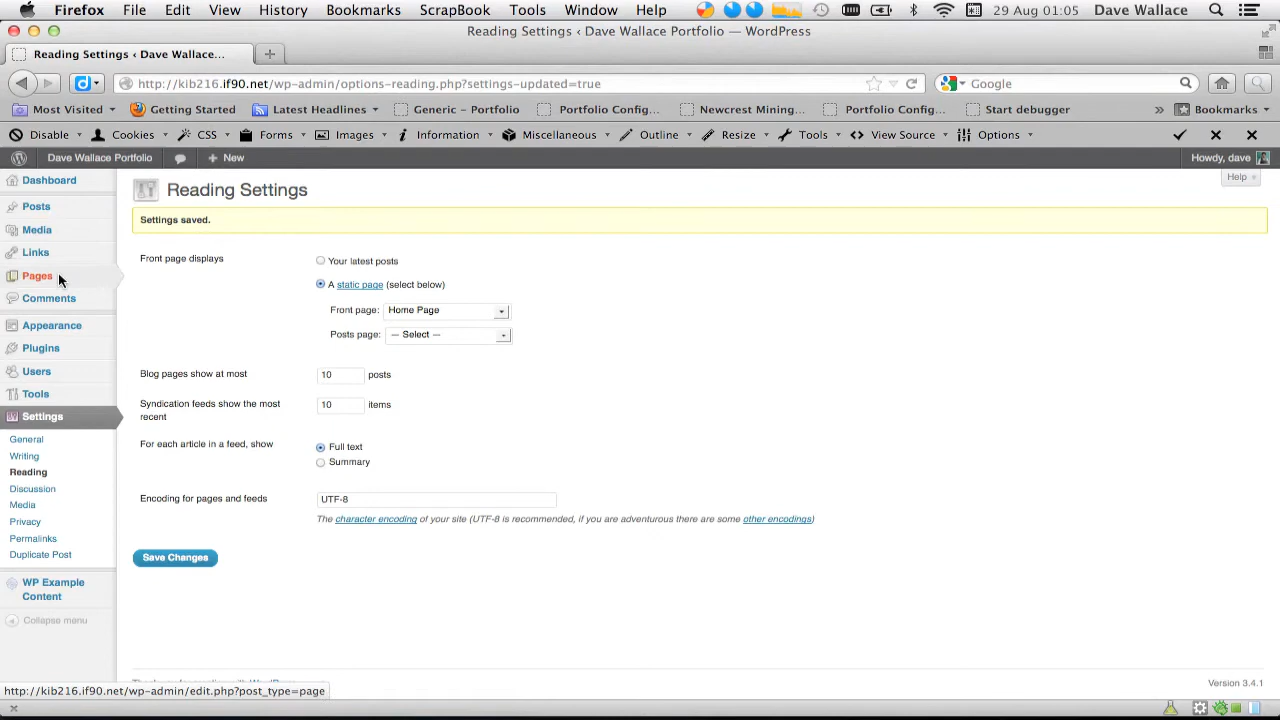 Firefox File Edit View History Bookmarks ScrapBook Tools Window Help 29 Aug 01:05 Dave Wallace
Reading Settings ‹ Dave Wallace Portfolio — WordPress
Reading Settings ‹ Dave Wallace...
http://kib216.if90.net/wp-admin/options-reading.php?settings-updated=true Google
Most Visited Getting Started Latest Headlines Generic – Portfolio Portfolio Config... Newcrest Mining... Portfolio Config... Start debugger » Bookmarks
Disable Cookies CSS Forms Images Information Miscellaneous Outline Resize Tools View Source Options
Dave Wallace Portfolio + New Howdy, dave
Help
Dashboard
Posts
Media
Links
Pages
Comments
Appearance
Plugins
Users
Tools
Settings
General
Writing
Reading
Discussion
Media
Privacy
Permalinks
Duplicate Post
WP Example
Content
Collapse menu
Reading Settings
Settings saved.
Front page displays
Your latest posts
A static page (select below)
Front page: Home Page
Posts page: — Select —
Blog pages show at most 10 posts
Syndication feeds show the most
recent
10 items
For each article in a feed, show
Full text
Summary
Encoding for pages and feeds UTF-8
The character encoding of your site (UTF-8 is recommended, if you are adventurous there are some other encodings)
Save Changes
Version 3.4.1
http://kib216.if90.net/wp-admin/edit.php?post_type=page